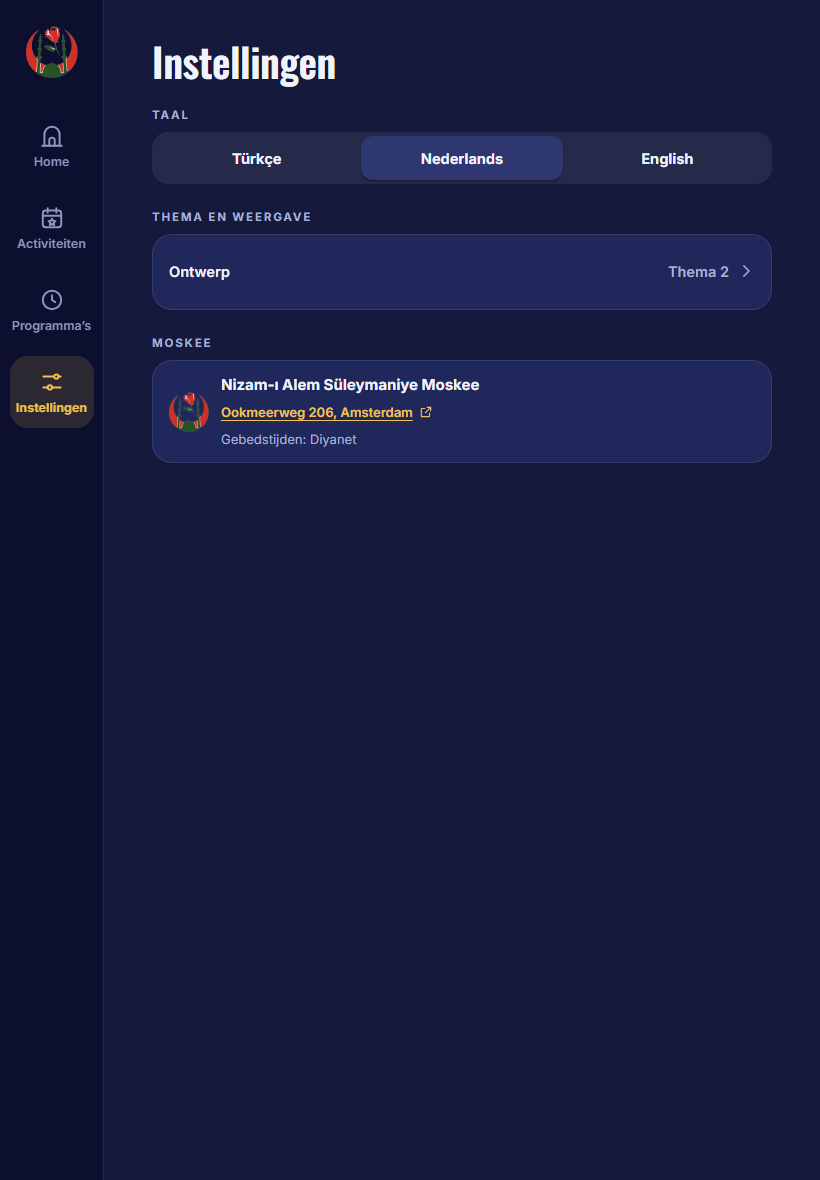 Instellingen
TAAL
Türkçe
Nederlands
English
THEMA EN WEERGAVE
Ontwerp
Thema 2
MOSKEE
Nizam-ı Alem Süleymaniye Moskee
Ookmeerweg 206, Amsterdam
Gebedstijden: Diyanet
Home
Activiteiten
Programma’s
Instellingen